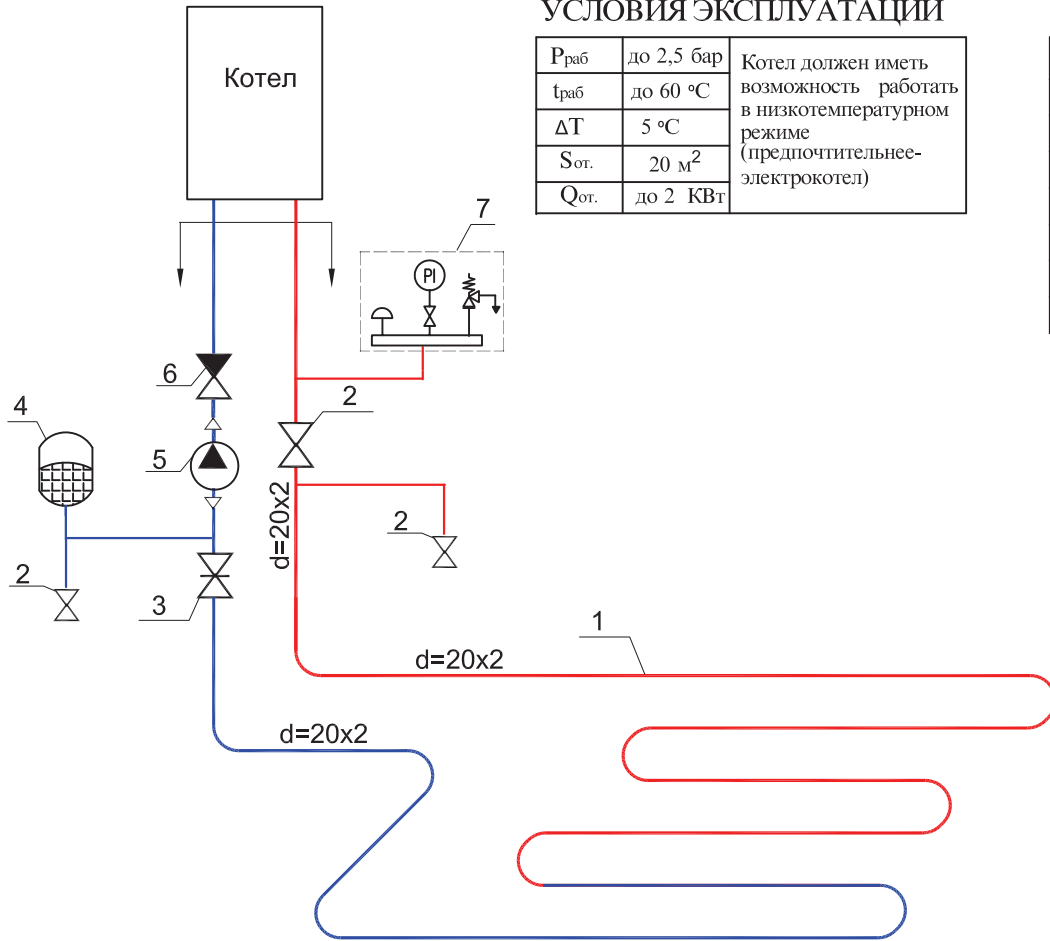 УСЛОВИЯ ЭКСПЛУАТАЦИИ
Pраб до 2,5 бар
tраб до 60 °С
ΔT 5 °С
Sот. 20 м²
Qот. до 2 КВт
Котел должен иметь
возможность работать
в низкотемпературном
режиме
(предпочтительнее-
электрокотел)
Котел
7
PI
6
2
4
5
d=20x2
2
2
3
1
d=20x2
d=20x2